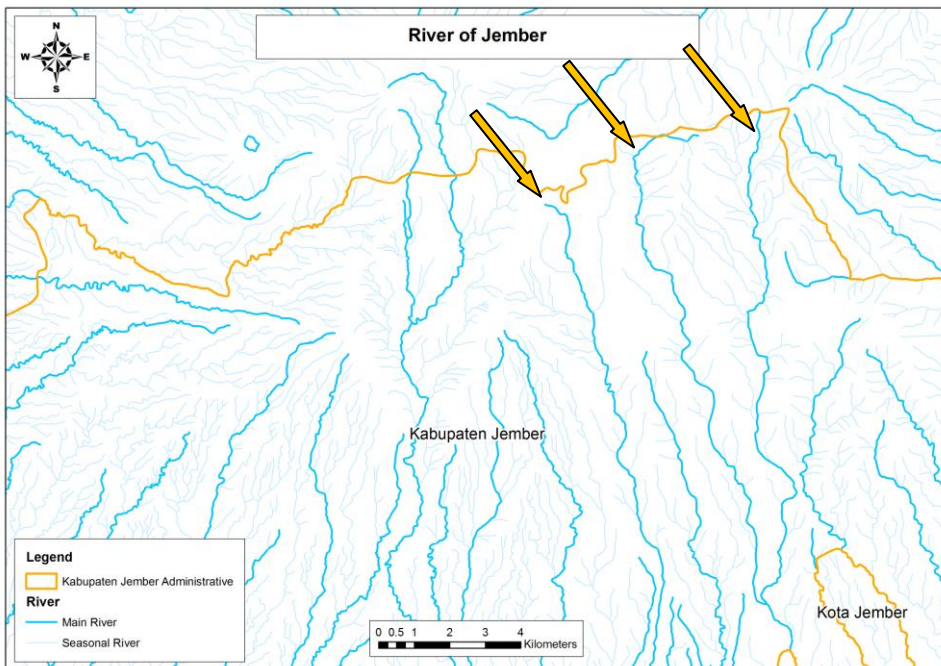 River of Jember
N
W E
S
Kabupaten Jember
Kota Jember
Legend
Kabupaten Jember Administrative
River
Main River
Seasonal River
0 0.5 1 2 3 4
Kilometers